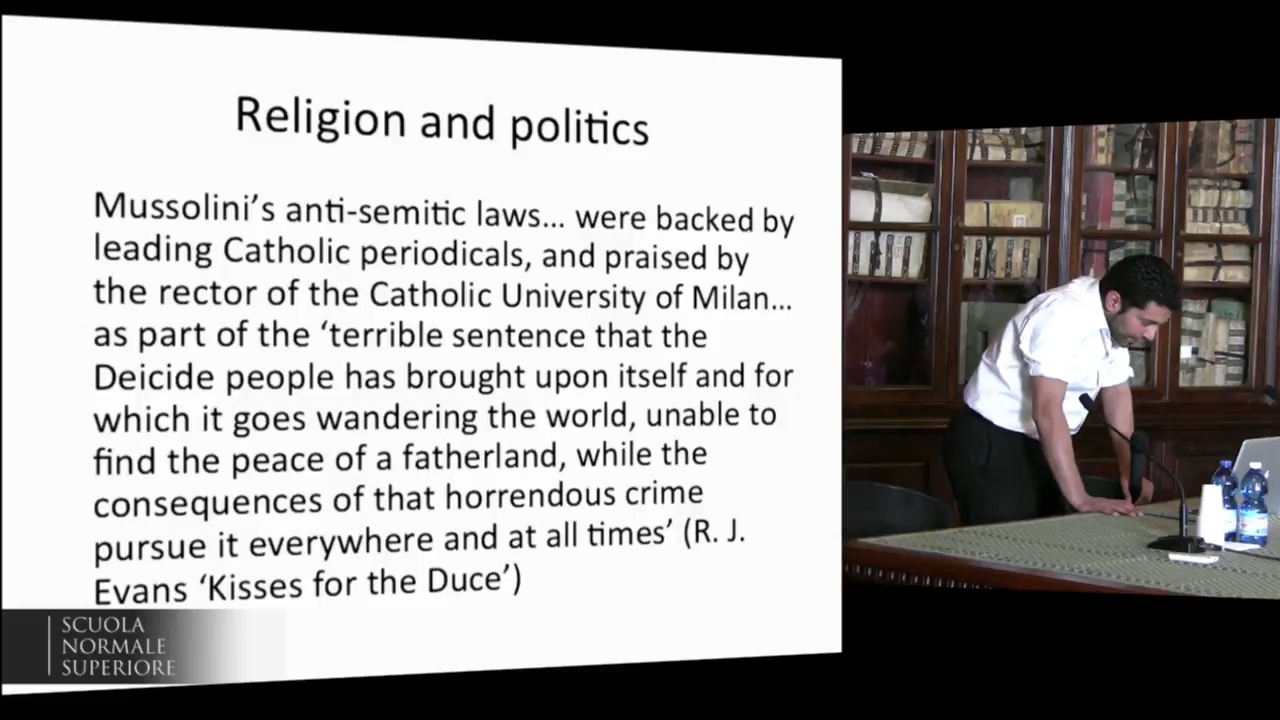 Religion and politics
Mussolini's anti-semitic laws... were backed by
leading Catholic periodicals, and praised by
the rector of the Catholic University of Milan...
as part of the 'terrible sentence that the
Deicide people has brought upon itself and for
which it goes wandering the world, unable to
find the peace of a fatherland, while the
consequences of that horrendous crime
pursue it everywhere and at all times' (R. J.
Evans 'Kisses for the Duce')
SCUOLA
NORMALE
SUPERIORE